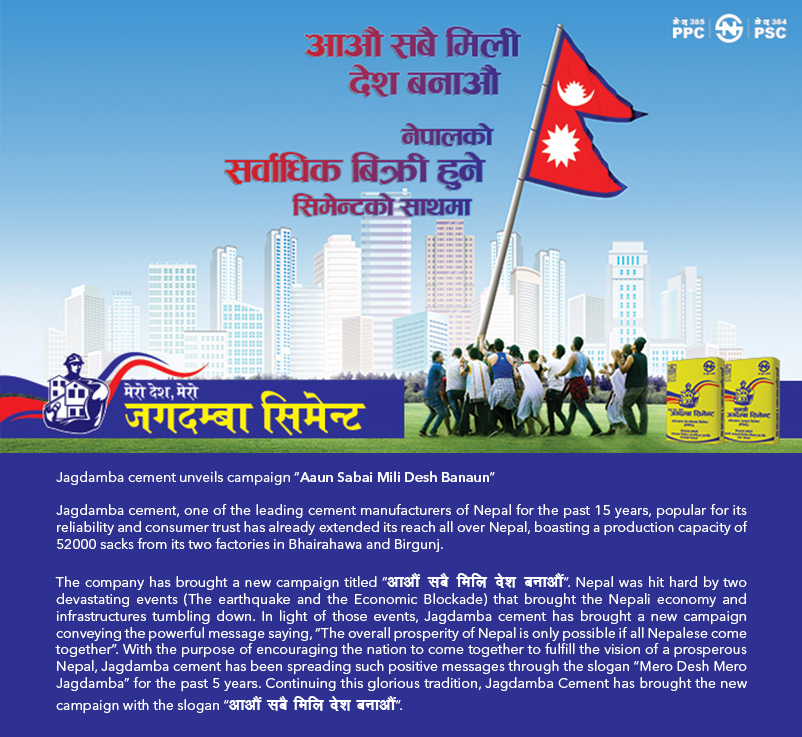 आऔ सबै मिली
देश बनाऔ
ने गु ३८५
PPC
ने गु ३८४
PSC
नेपालको
सर्वाधिक बिक्री हुने
सिमेन्टको साथमा
मेरो देश, मेरो
जगदम्बा सिमेन्ट
Jagdamba cement unveils campaign “Aaun Sabai Mili Desh Banaun”
Jagdamba cement, one of the leading cement manufacturers of Nepal for the past 15 years, popular for its
reliability and consumer trust has already extended its reach all over Nepal, boasting a production capacity of
52000 sacks from its two factories in Bhairahawa and Birgunj.
The company has brought a new campaign titled “आऔं सबै मिलि देश बनाऔं”. Nepal was hit hard by two
devastating events (The earthquake and the Economic Blockade) that brought the Nepali economy and
infrastructures tumbling down. In light of those events, Jagdamba cement has brought a new campaign
conveying the powerful message saying, “The overall prosperity of Nepal is only possible if all Nepalese come
together”. With the purpose of encouraging the nation to come together to fulfill the vision of a prosperous
Nepal, Jagdamba cement has been spreading such positive messages through the slogan “Mero Desh Mero
Jagdamba” for the past 5 years. Continuing this glorious tradition, Jagdamba Cement has brought the new
campaign with the slogan “आऔं सबै मिलि देश बनाऔं”.